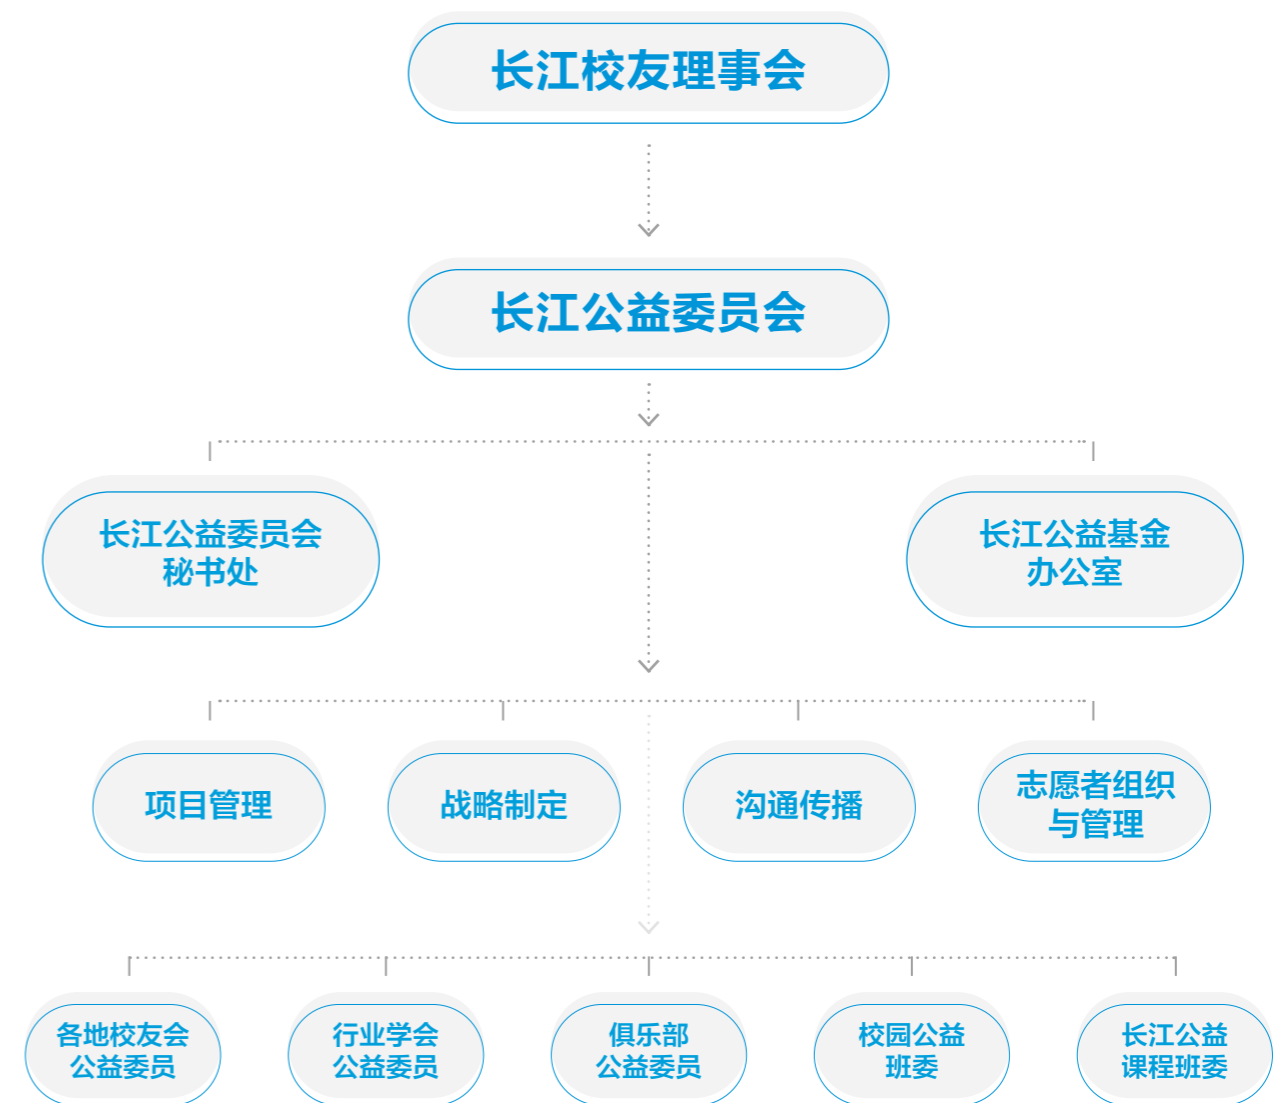 长江校友理事会
长江公益委员会
长江公益委员会
秘书处
长江公益基金
办公室
项目管理
战略制定
沟通传播
志愿者组织
与管理
各地校友会
公益委员
行业学会
公益委员
俱乐部
公益委员
校园公益
班委
长江公益
课程班委